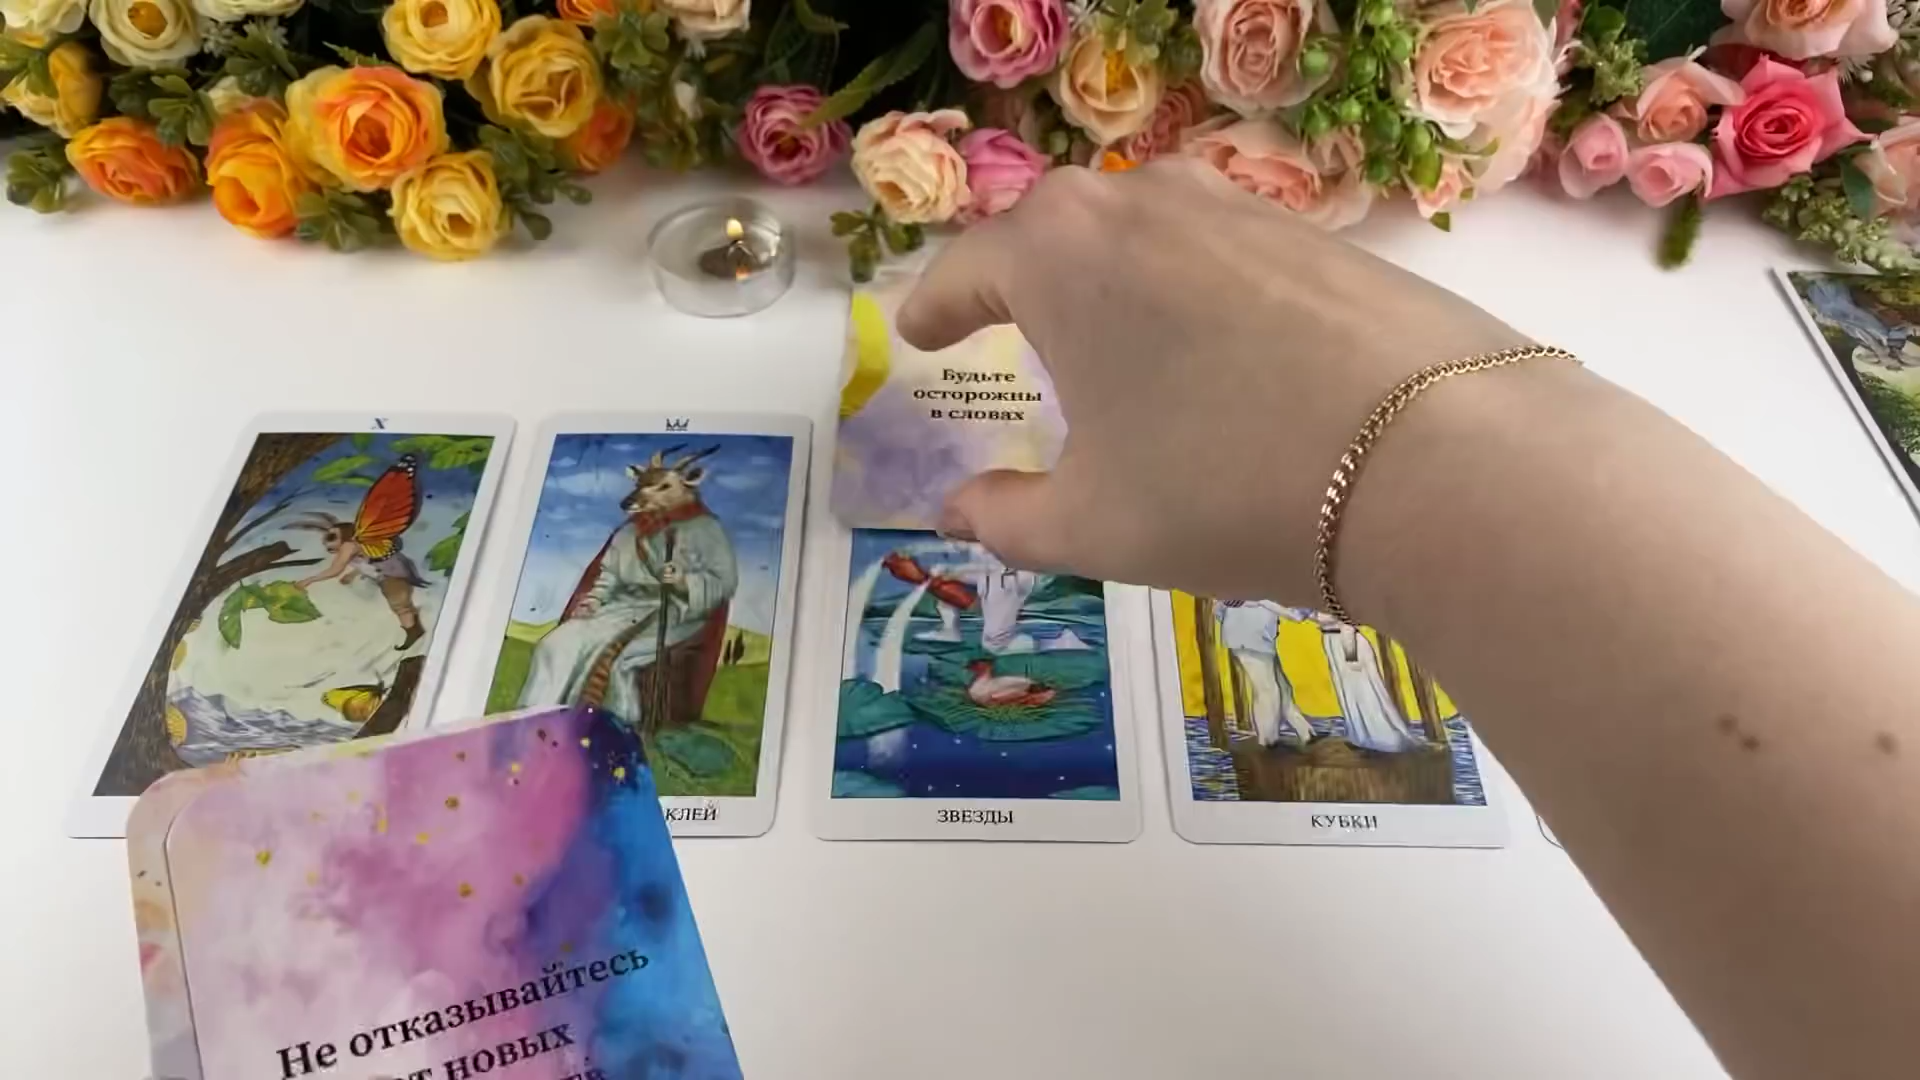 X
Будьте
осторожны
в словах
КЛЕЙ
ЗВЕЗДЫ
КУБКИ
Не отказывайтесь
от новых